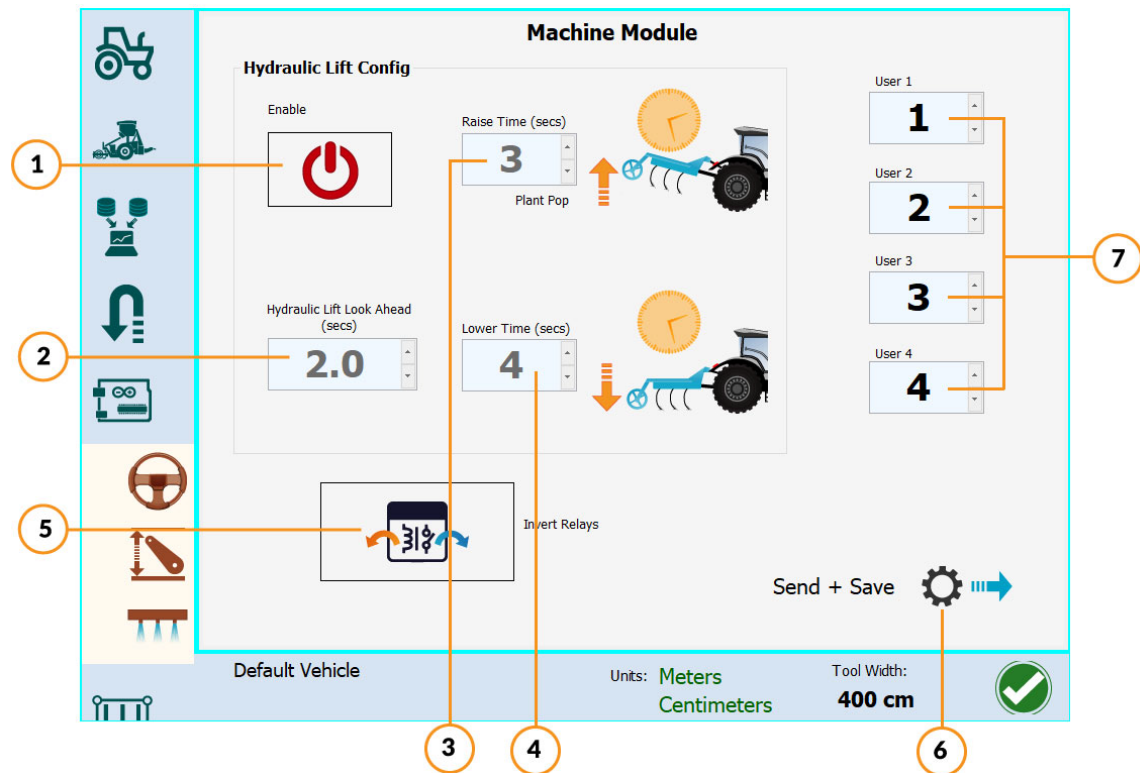 Machine Module
Hydraulic Lift Config
Enable
Raise Time (secs)
3
Plant Pop
User 1
1
User 2
2
User 3
3
User 4
4
Hydraulic Lift Look Ahead
(secs)
2.0
Lower Time (secs)
4
Invert Relays
Send + Save
Default Vehicle
Units: Meters
Centimeters
Tool Width:
400 cm
1
2
3
4
5
6
7